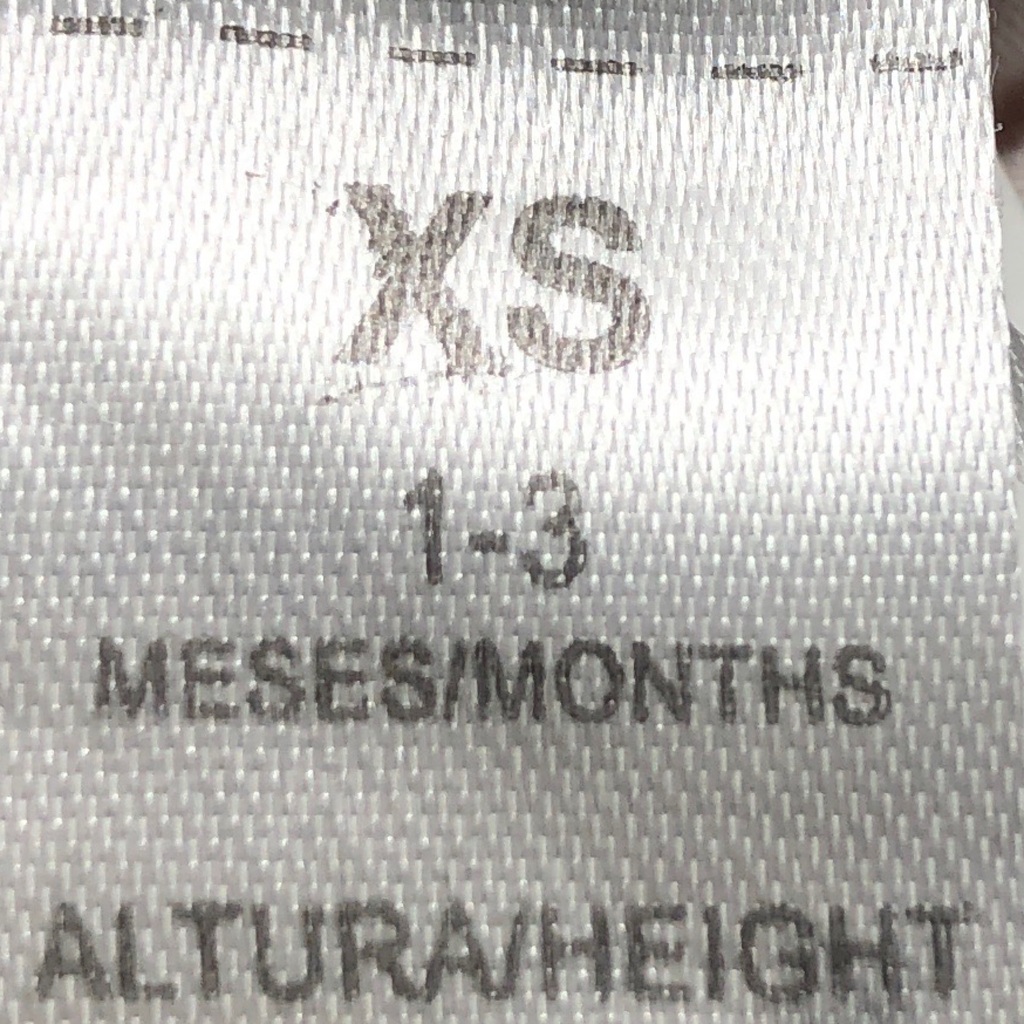 XS
1-3
MESES/MONTHS
ALTURA/HEIGHT